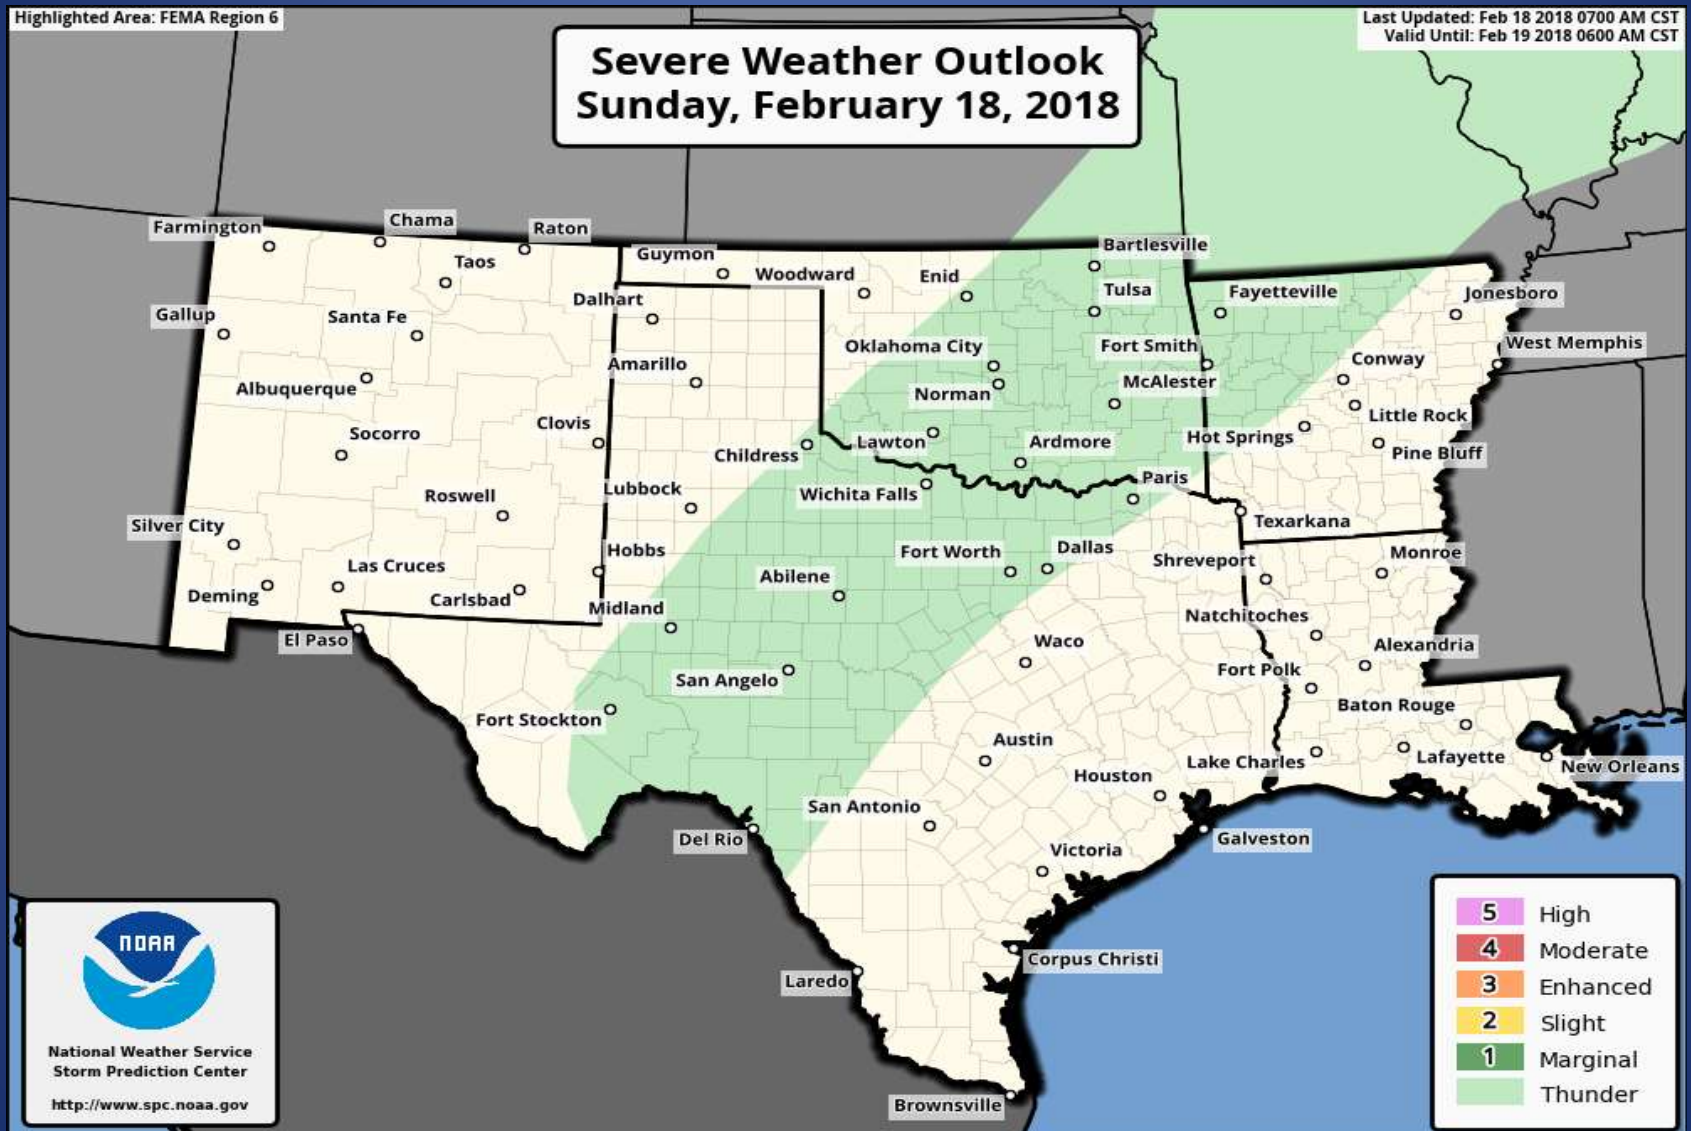 Highlighted Area: FEMA Region 6
Last Updated: Feb 18 2018 0700 AM CST
Valid Until: Feb 19 2018 0600 AM CST
Severe Weather Outlook
Sunday, February 18, 2018
Farmington
Chama
Raton
Taos
Guymon
Woodward
Enid
Bartlesville
Tulsa
Fayetteville
Jonesboro
Gallup
Santa Fe
Dalhart
Oklahoma City
Fort Smith
Conway
West Memphis
Albuquerque
Amarillo
Norman
McAlester
Little Rock
Socorro
Clovis
Childress
Lawton
Ardmore
Hot Springs
Pine Bluff
Roswell
Lubbock
Wichita Falls
Paris
Texarkana
Silver City
Hobbs
Fort Worth
Dallas
Shreveport
Monroe
Las Cruces
Deming
Carlsbad
Abilene
Midland
Natchitoches
El Paso
Waco
Alexandria
San Angelo
Fort Polk
Fort Stockton
Baton Rouge
Austin
Houston
Lake Charles
Lafayette
New Orleans
San Antonio
Del Rio
Galveston
Victoria
Corpus Christi
Laredo
Brownsville
NOAA
National Weather Service
Storm Prediction Center
http://www.spc.noaa.gov
5 High
4 Moderate
3 Enhanced
2 Slight
1 Marginal
Thunder